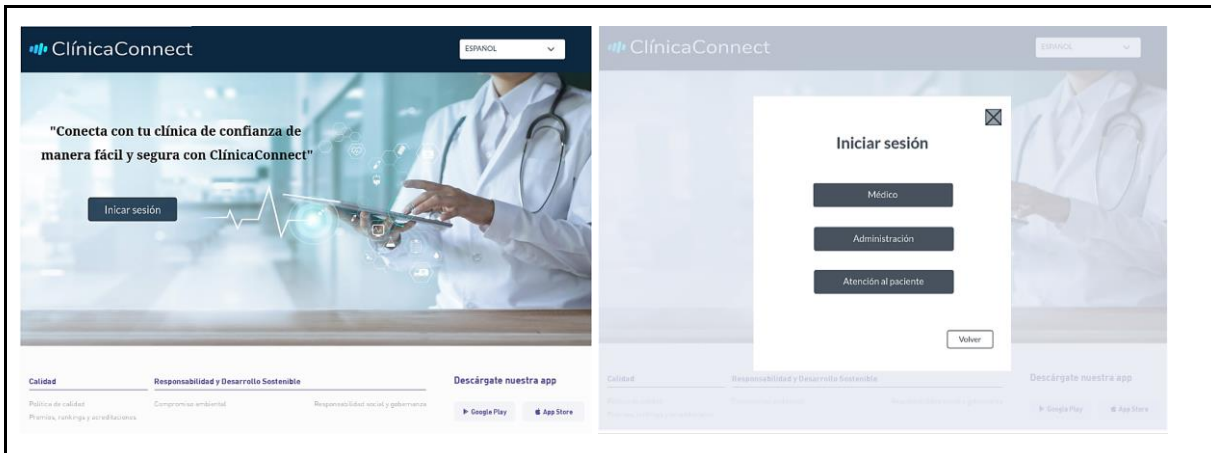 ClínicaConnect
ESPAÑOL
"Conecta con tu clínica de confianza de
manera fácil y segura con ClínicaConnect"
Inicar sesión
Calidad
Responsabilidad y Desarrollo Sostenible
Descárgate nuestra app
Política de calidad
Compromiso ambiental
Responsabilidad social y gobernanza
Premios, rankings y acreditaciones
Google Play
App Store
ClínicaConnect
ESPAÑOL
Iniciar sesión
Médico
Administración
Atención al paciente
Volver
Calidad
Responsabilidad y Desarrollo Sostenible
Descárgate nuestra app
Google Play
App Store